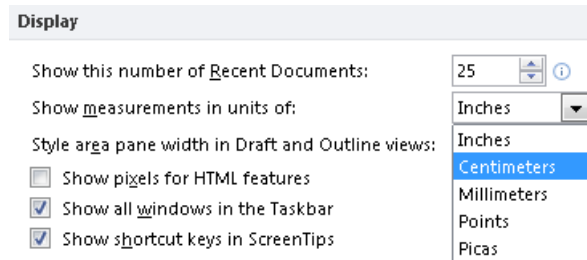 Display
Show this number of Recent Documents: 25
Show measurements in units of: Inches
Style area pane width in Draft and Outline views: Inches
Centimeters
Show pixels for HTML features
Millimeters
Show all windows in the Taskbar
Points
Show shortcut keys in ScreenTips
Picas